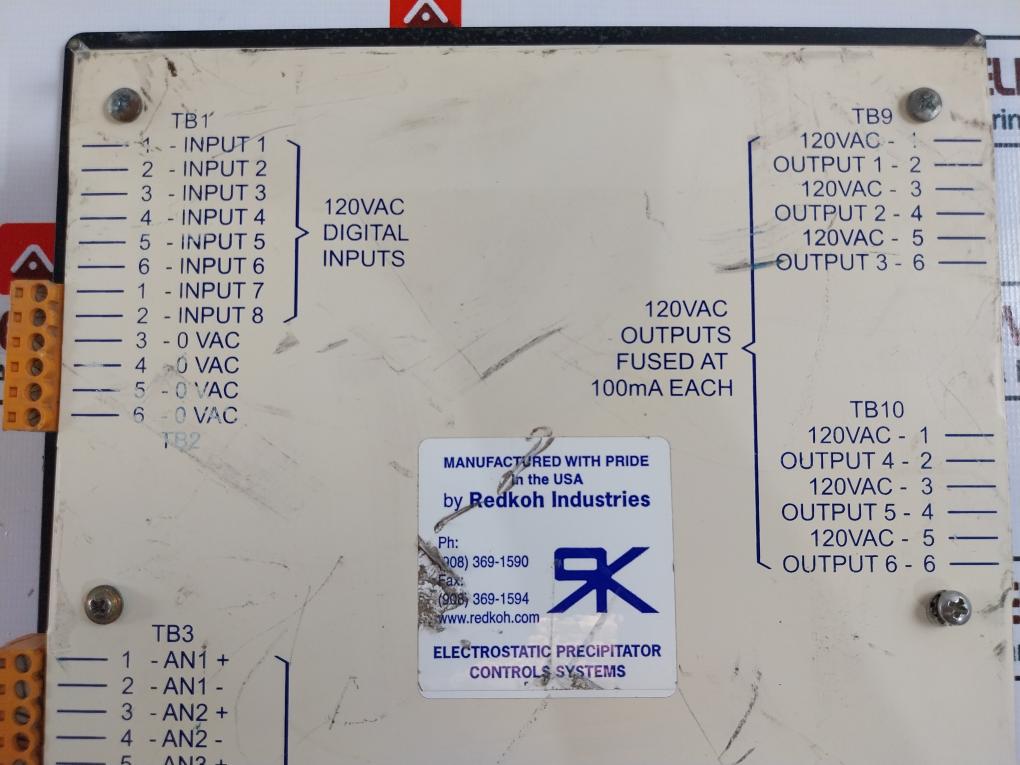 TB1
1 - INPUT 1
2 - INPUT 2
3 - INPUT 3
4 - INPUT 4
5 - INPUT 5
6 - INPUT 6
1 - INPUT 7
2 - INPUT 8
3 - 0 VAC
4 - 0 VAC
5 - 0 VAC
6 - 0 VAC
TB2
120VAC
DIGITAL
INPUTS
TB9
120VAC - 1
OUTPUT 1 - 2
120VAC - 3
OUTPUT 2 - 4
120VAC - 5
OUTPUT 3 - 6
120VAC
OUTPUTS
FUSED AT
100mA EACH
TB10
120VAC - 1
OUTPUT 4 - 2
120VAC - 3
OUTPUT 5 - 4
120VAC - 5
OUTPUT 6 - 6
MANUFACTURED WITH PRIDE
in the USA
by Redkoh Industries
Ph:
(908) 369-1590
Fax:
(908) 369-1594
www.redkoh.com
RK
ELECTROSTATIC PRECIPITATOR
CONTROLS SYSTEMS
TB3
1 - AN1 +
2 - AN1 -
3 - AN2 +
4 - AN2 -
5 - AN3 +